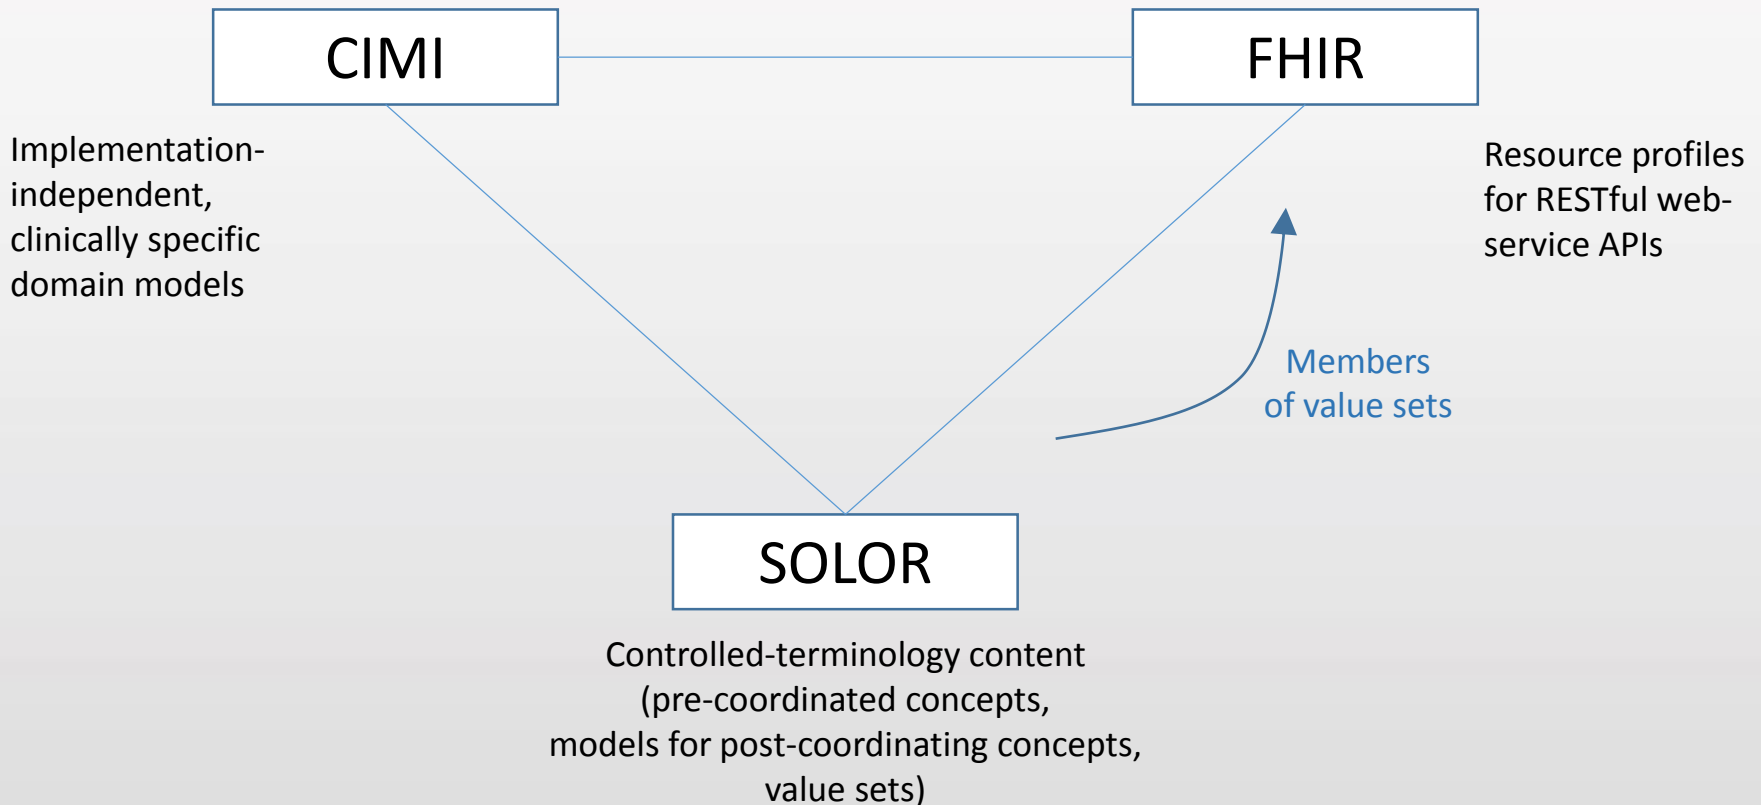 CIMI
FHIR
Implementation-
independent,
clinically specific
domain models
Resource profiles
for RESTful web-
service APIs
Members
of value sets
SOLOR
Controlled-terminology content
(pre-coordinated concepts,
models for post-coordinating concepts,
value sets)